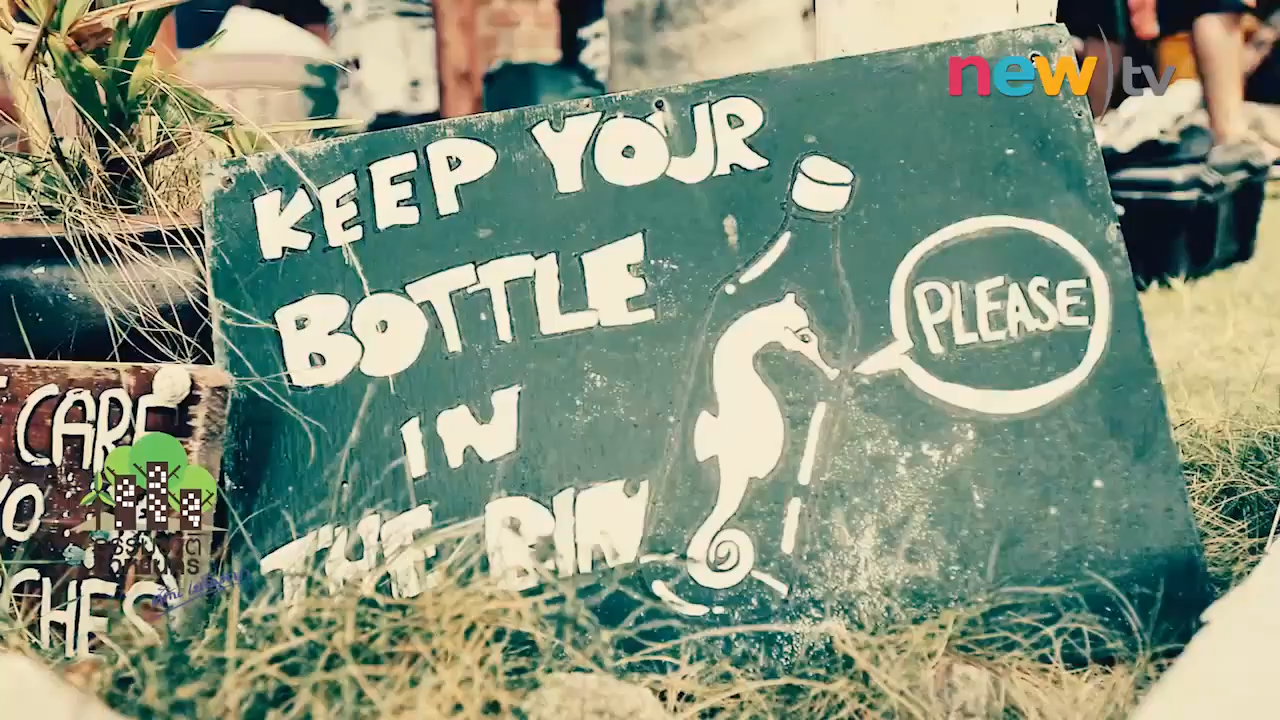 new)tv
KEEP YOUR
BOTTLE
IN
THE BIN
PLEASE
CARE